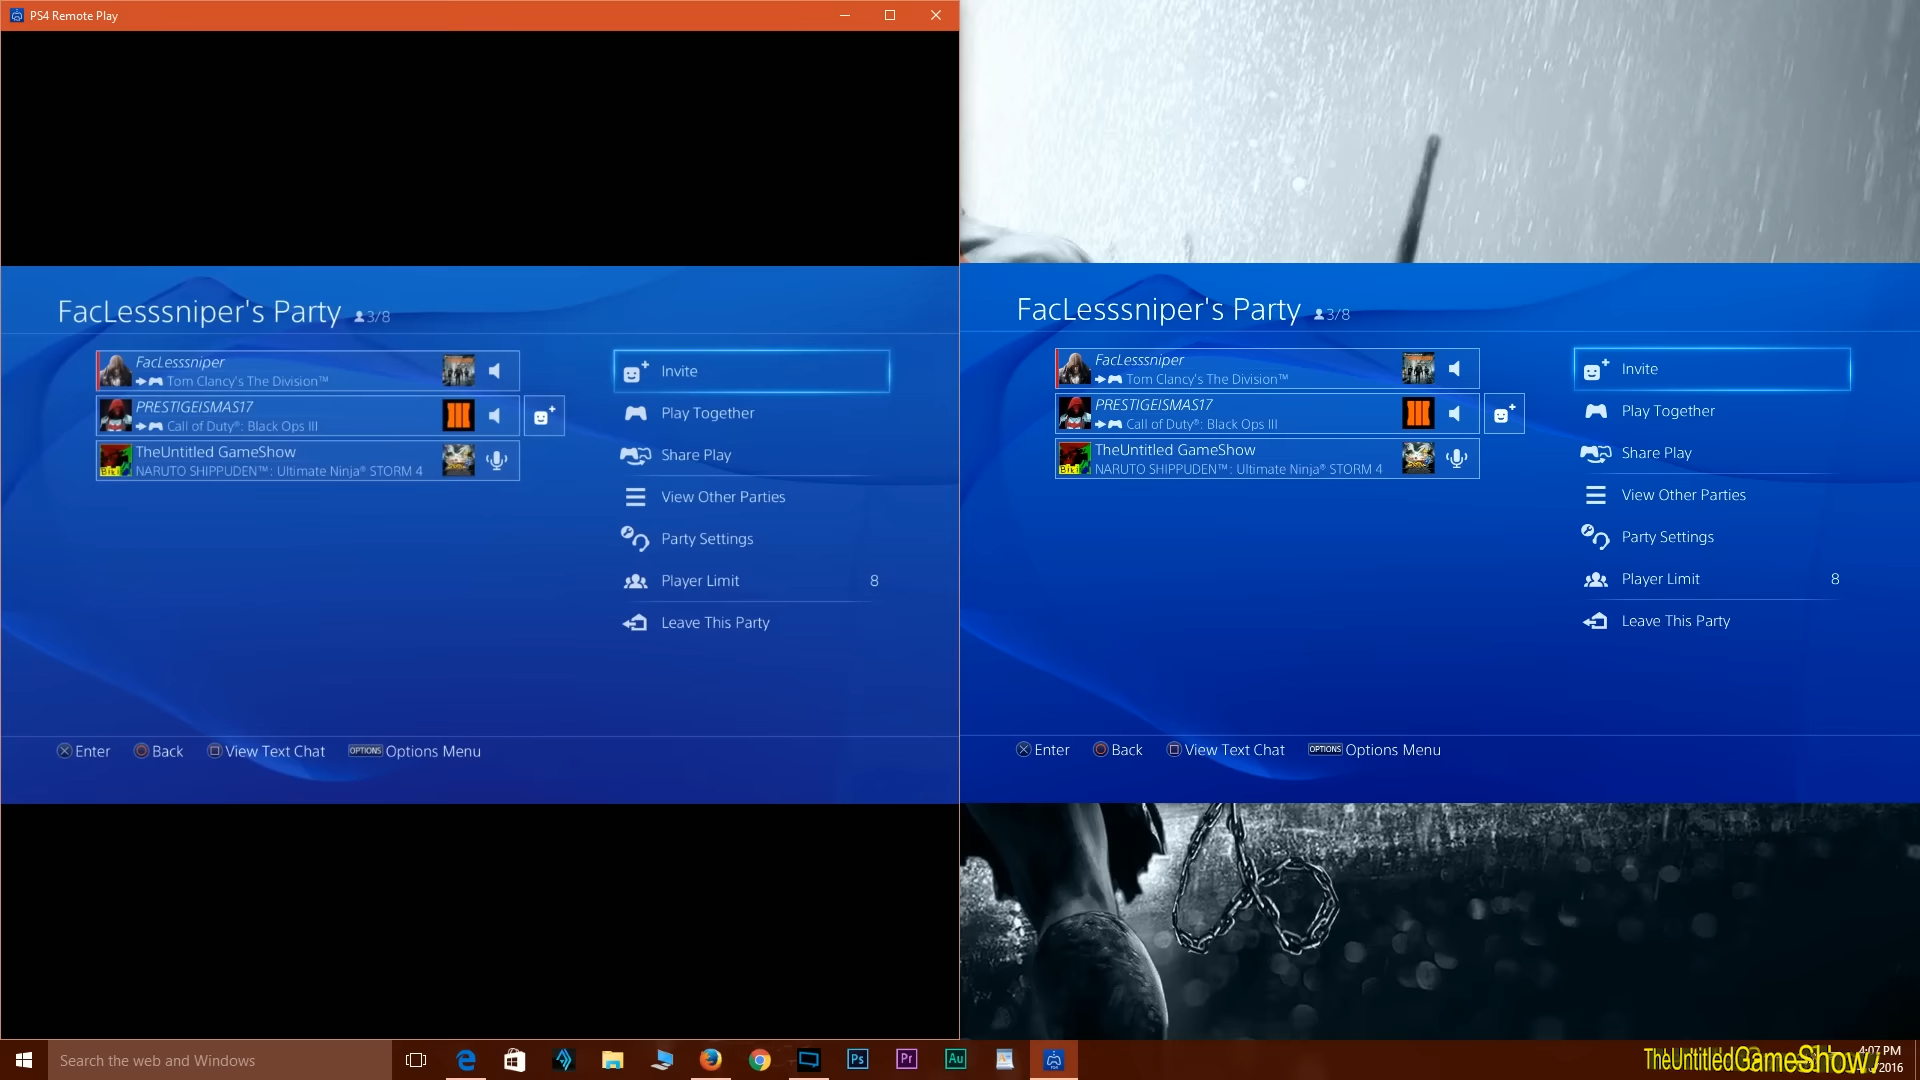 PS4 Remote Play
FacLesssniper's Party 3/8
FacLesssniper
Tom Clancy's The Division™
PRESTIGEISMAS17
Call of Duty®: Black Ops III
TheUntitled GameShow
NARUTO SHIPPUDEN™: Ultimate Ninja® STORM 4
Invite
Play Together
Share Play
View Other Parties
Party Settings
Player Limit 8
Leave This Party
Enter Back View Text Chat OPTIONS Options Menu
FacLesssniper's Party 3/8
FacLesssniper
Tom Clancy's The Division™
PRESTIGEISMAS17
Call of Duty®: Black Ops III
TheUntitled GameShow
NARUTO SHIPPUDEN™: Ultimate Ninja® STORM 4
Invite
Play Together
Share Play
View Other Parties
Party Settings
Player Limit 8
Leave This Party
Enter Back View Text Chat OPTIONS Options Menu
Search the web and Windows
Ps
Pr
Au
TheUntitledGameShow
4:07 PM
2016